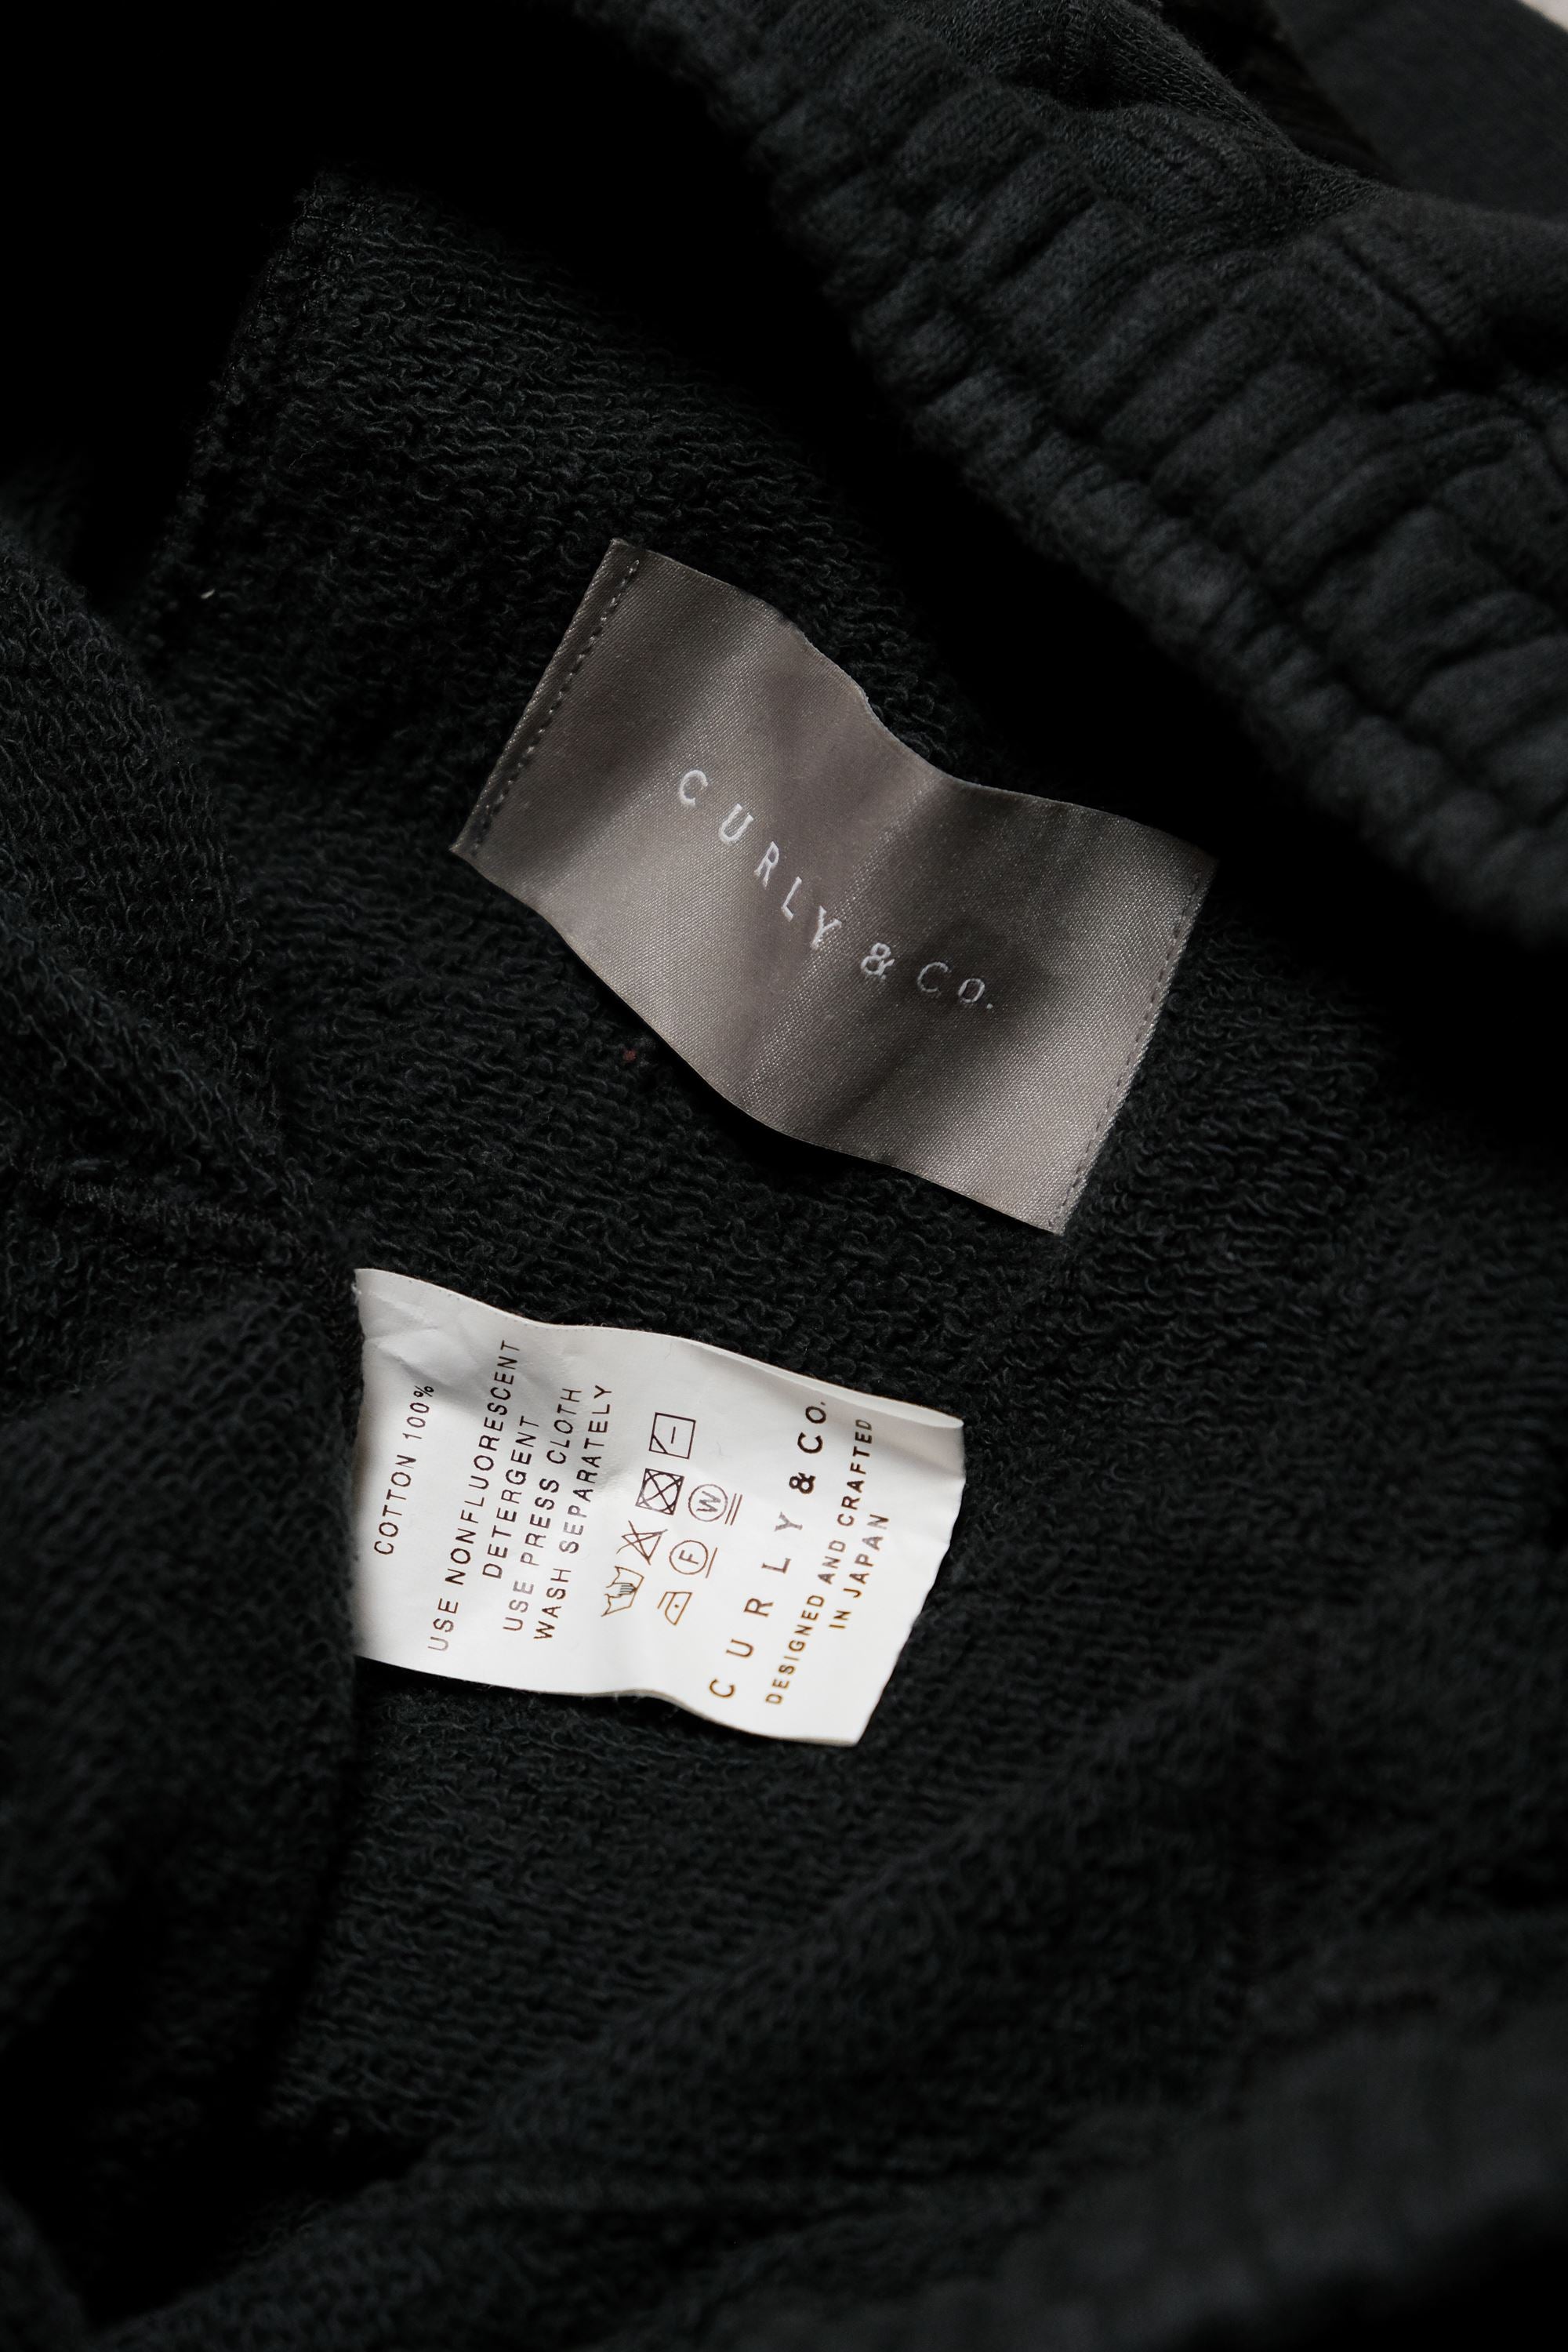 CURLY & Co.
COTTON 100%
USE NONFLUORESCENT
DETERGENT
USE PRESS CLOTH
WASH SEPARATELY
W
F
CURLY & CO.
DESIGNED AND CRAFTED
IN JAPAN